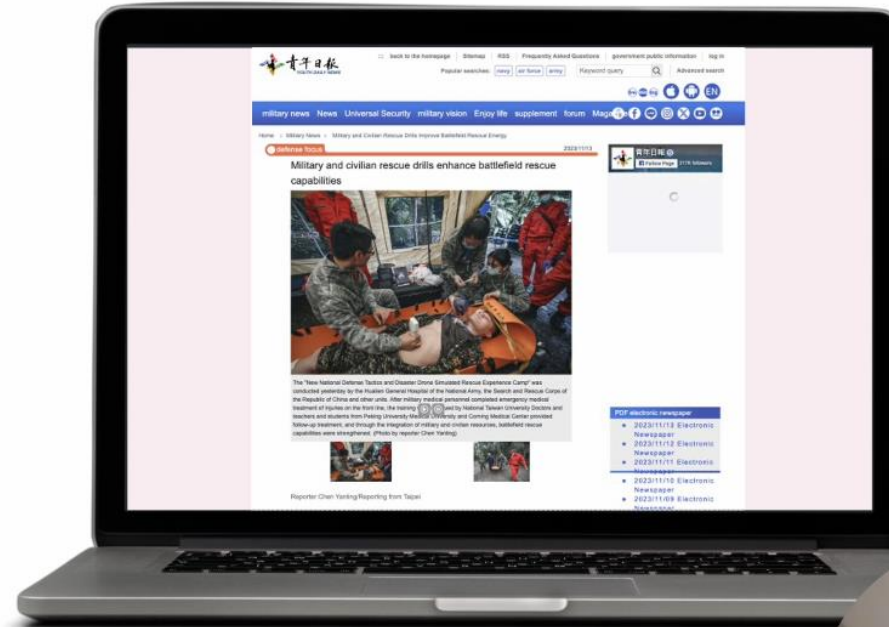 青年日報
YOUTH DAILY NEWS
::: back to the homepage Sitemap RSS Frequently Asked Questions government public information log in
Popular searches: navy air force army Keyword query Advanced search
EN
military news News Universal Security military vision Enjoy life supplement forum
Home Military News Military and Civilian Rescue Drills Improve Battlefield Rescue Energy
defense focus
2023/11/13
Military and civilian rescue drills enhance battlefield rescue
capabilities
The "New National Defense Tactics and Disaster Drone Simulated Rescue Experience Camp" was
conducted yesterday by the Hualien General Hospital of the National Army, the Search and Rescue Corps of
the Republic of China and other units. After military medical personnel completed emergency medical
treatment of injuries on the front line, the training by National Taiwan University Doctors and
teachers and students from Peking University Medical University and Coming Medical Center provided
follow-up treatment, and through the integration of military and civilian resources, battlefield rescue
capabilities were strengthened. (Photo by reporter Chen Yanting)
Reporter Chen Yanting/Reporting from Taipei
青年日報
Follow Page followers
PDF electronic newspaper
2023/11/13 Electronic
Newspaper
2023/11/12 Electronic
Newspaper
2023/11/11 Electronic
Newspaper
2023/11/10 Electronic
Newspaper
2023/11/09 Electronic
Newspaper